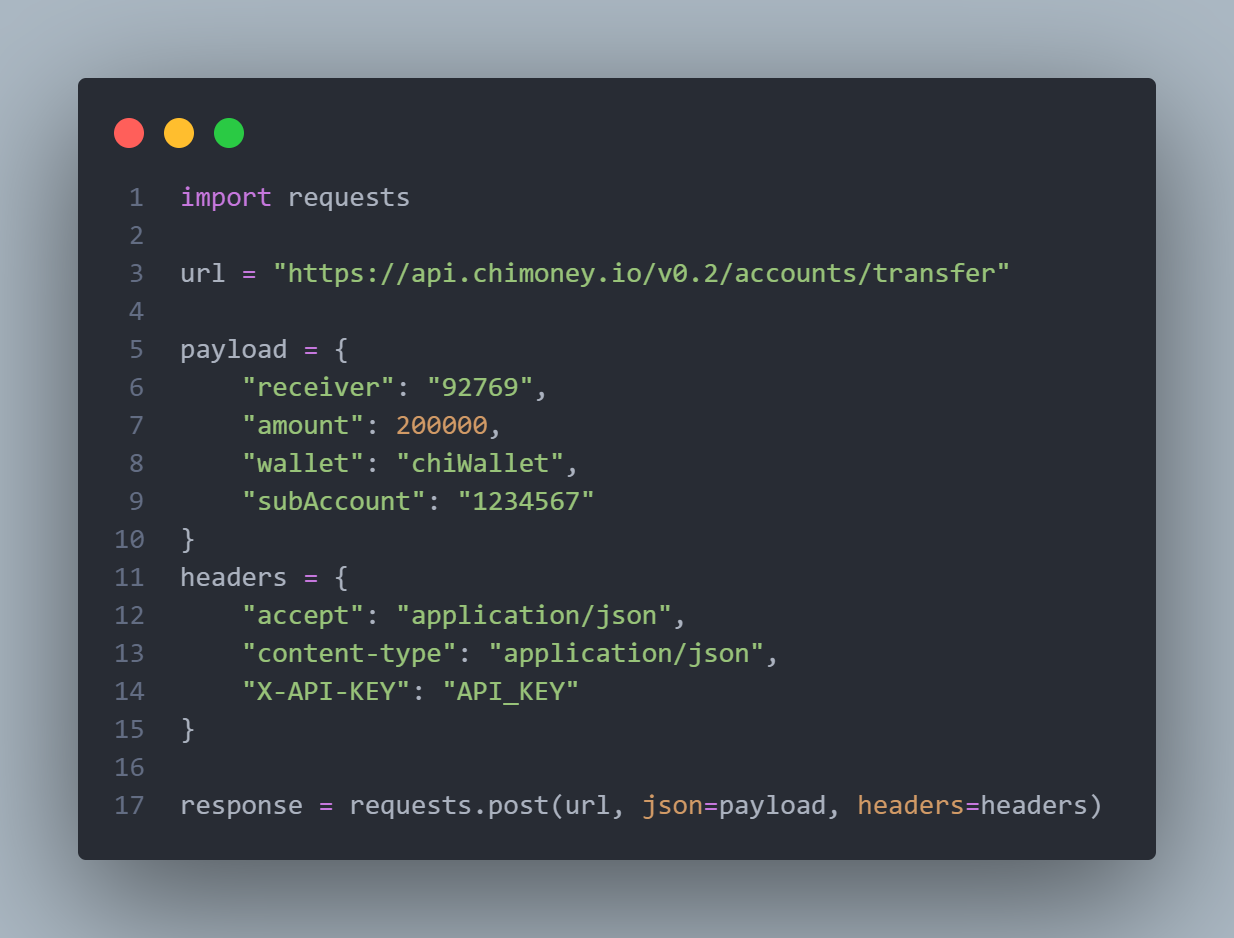 1 import requests
2
3 url = "https://api.chimoney.io/v0.2/accounts/transfer"
4
5 payload = {
6     "receiver": "92769",
7     "amount": 200000,
8     "wallet": "chiWallet",
9     "subAccount": "1234567"
10 }
11 headers = {
12     "accept": "application/json",
13     "content-type": "application/json",
14     "X-API-KEY": "API_KEY"
15 }
16
17 response = requests.post(url, json=payload, headers=headers)